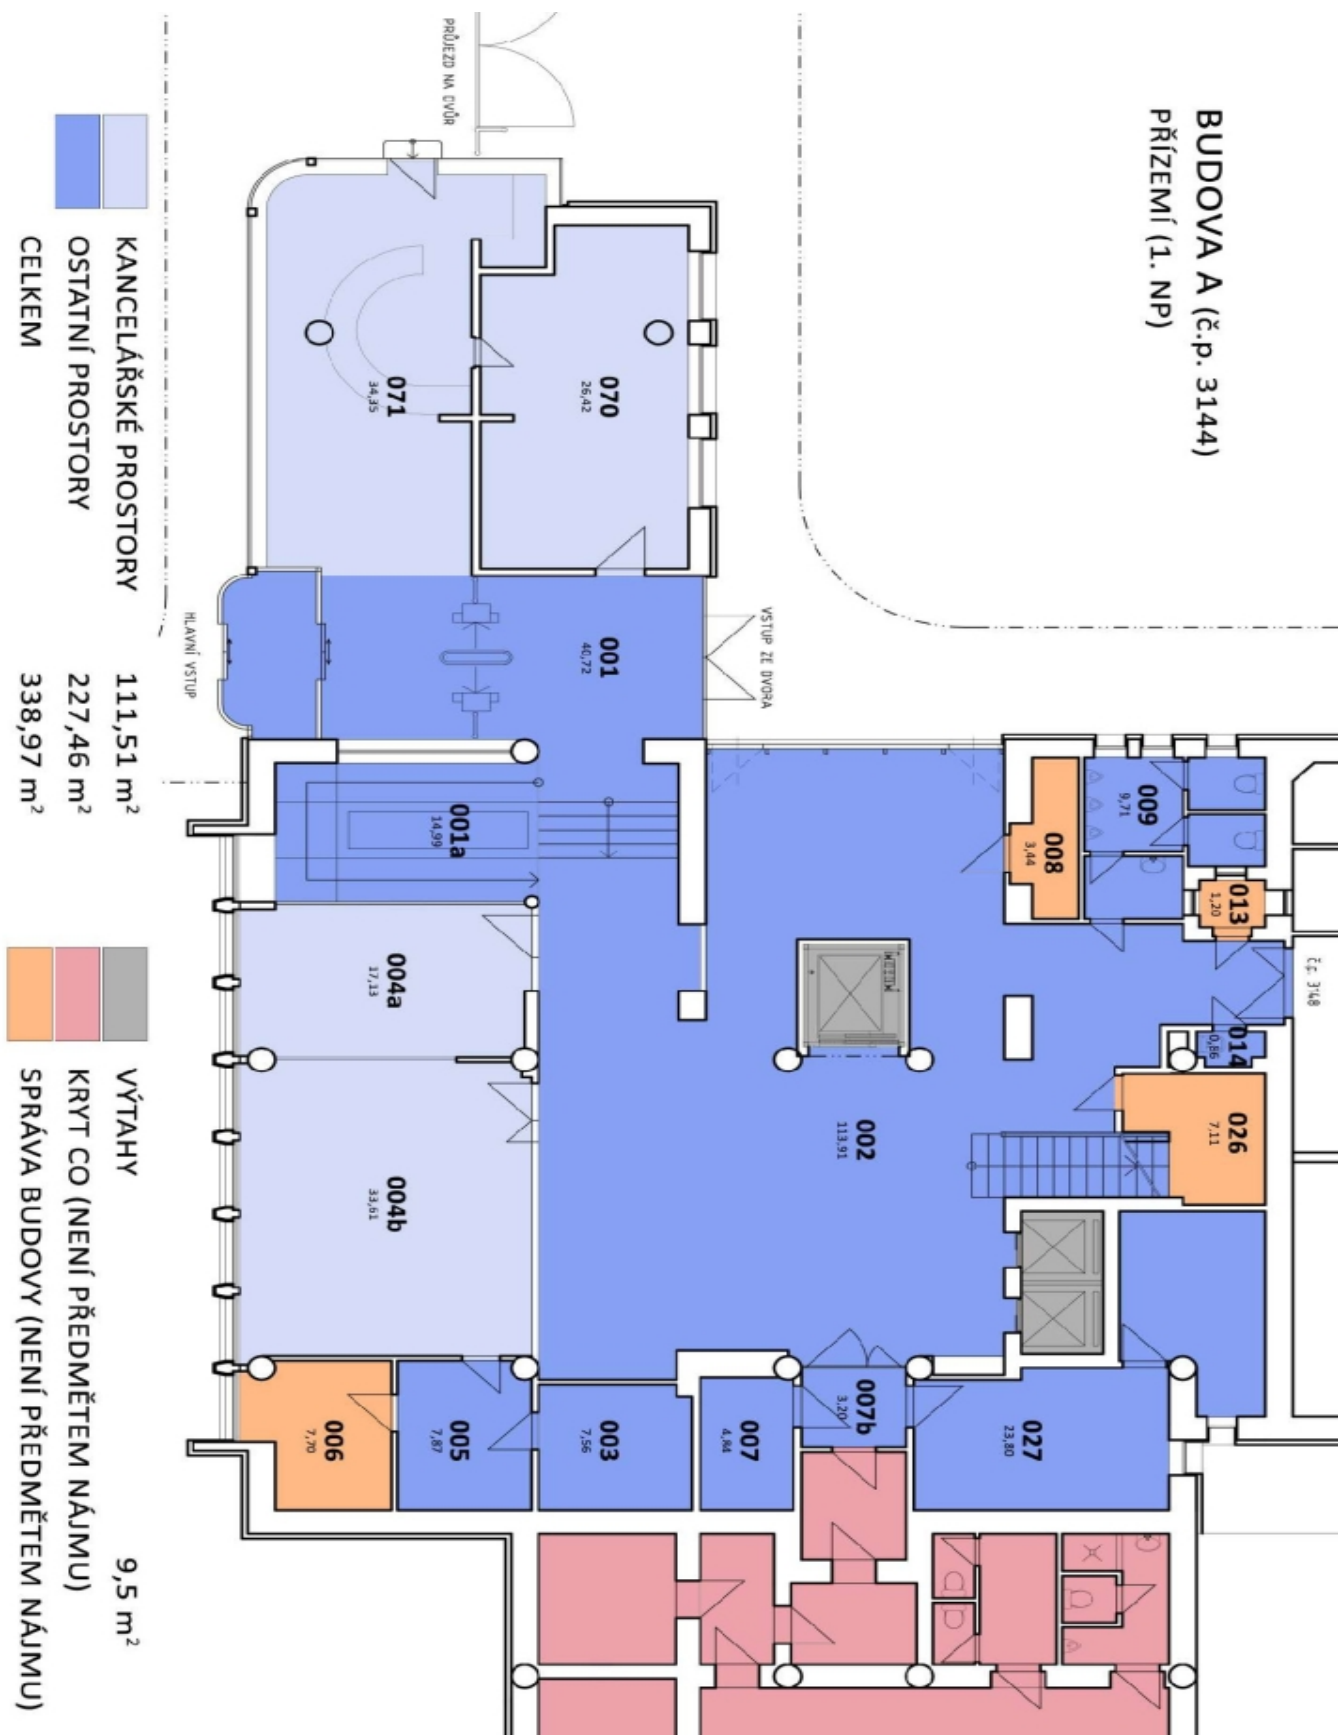 BUDOVA A (č.p. 3144)
PŘÍZEMÍ (1. NP)
PRŮJEZD NA DVŮR
070
26,42
071
34,35
VSTUP ZE DVORA
001
40,72
HLAVNÍ VSTUP
001a
14,99
009
9,71
008
3,44
013
1,20
č.p. 3148
014
0,86
026
7,11
004a
17,13
002
113,91
004b
33,61
006
7,70
005
7,87
003
7,56
007
4,84
007b
3,20
027
23,80
KANCELÁŘSKÉ PROSTORY 111,51 m²
OSTATNÍ PROSTORY 227,46 m²
CELKEM 338,97 m²
VÝTAHY 9,5 m²
KRYT CO (NENÍ PŘEDMĚTEM NÁJMU)
SPRÁVA BUDOVY (NENÍ PŘEDMĚTEM NÁJMU)